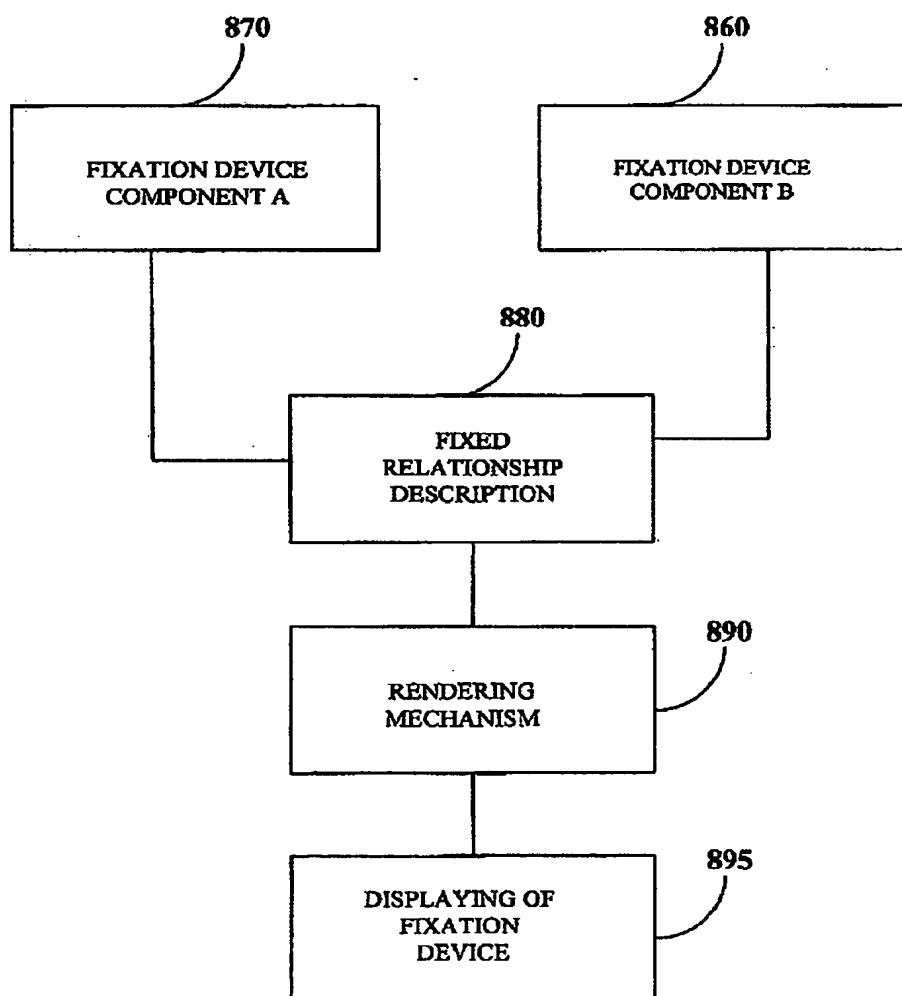 870
860
FIXATION DEVICE
COMPONENT A
FIXATION DEVICE
COMPONENT B
880
FIXED
RELATIONSHIP
DESCRIPTION
890
RENDERING
MECHANISM
895
DISPLAYING OF
FIXATION
DEVICE